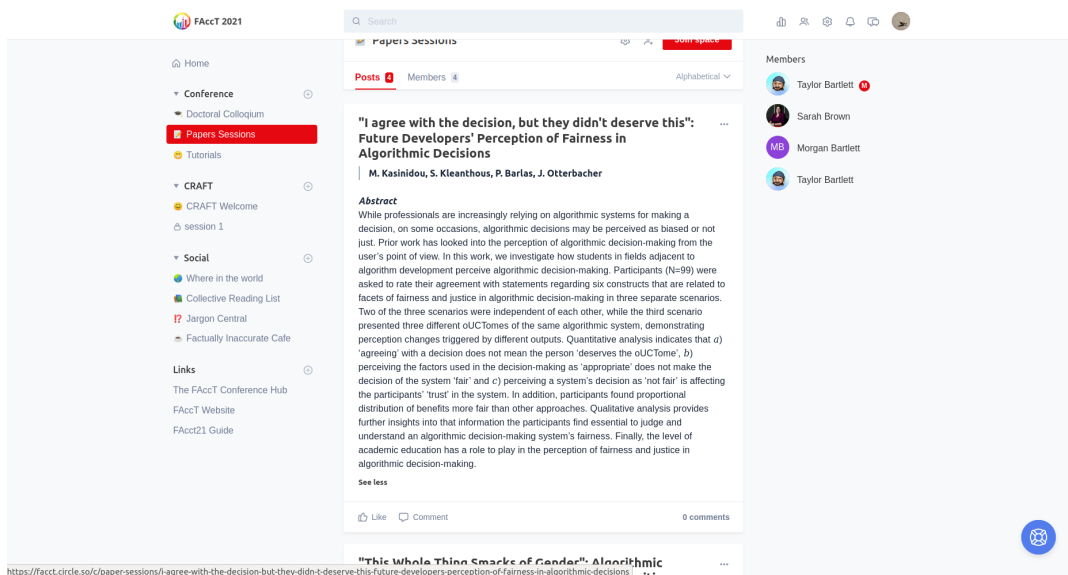 FAccT 2021
Search
Papers Sessions
Join space
Home
Posts 4
Members 4
Alphabetical
Conference
Doctoral Colloqium
Papers Sessions
Tutorials
CRAFT
CRAFT Welcome
session 1
Social
Where in the world
Collective Reading List
Jargon Central
Factually Inaccurate Cafe
Links
The FAccT Conference Hub
FAccT Website
FAcct21 Guide
"I agree with the decision, but they didn't deserve this":
Future Developers' Perception of Fairness in
Algorithmic Decisions
M. Kasinidou, S. Kleanthous, P. Barlas, J. Otterbacher
Abstract
While professionals are increasingly relying on algorithmic systems for making a
decision, on some occasions, algorithmic decisions may be perceived as biased or not
just. Prior work has looked into the perception of algorithmic decision-making from the
user's point of view. In this work, we investigate how students in fields adjacent to
algorithm development perceive algorithmic decision-making. Participants (N=99) were
asked to rate their agreement with statements regarding six constructs that are related to
facets of fairness and justice in algorithmic decision-making in three separate scenarios.
Two of the three scenarios were independent of each other, while the third scenario
presented three different oUCTomes of the same algorithmic system, demonstrating
perception changes triggered by different outputs. Quantitative analysis indicates that a)
‘agreeing’ with a decision does not mean the person ‘deserves the oUCTome’, b)
perceiving the factors used in the decision-making as ‘appropriate’ does not make the
decision of the system ‘fair’ and c) perceiving a system's decision as ‘not fair’ is affecting
the participants’ ‘trust’ in the system. In addition, participants found proportional
distribution of benefits more fair than other approaches. Qualitative analysis provides
further insights into that information the participants find essential to judge and
understand an algorithmic decision-making system's fairness. Finally, the level of
academic education has a role to play in the perception of fairness and justice in
algorithmic decision-making.
See less
Like
Comment
0 comments
"This Whole Thing Smacks of Gender": Algorithmic
Members
Taylor Bartlett M
Sarah Brown
MB Morgan Bartlett
Taylor Bartlett
https://facct.circle.so/c/paper-sessions/i-agree-with-the-decision-but-they-didn-t-deserve-this-future-developers-perception-of-fairness-in-algorithmic-decisions